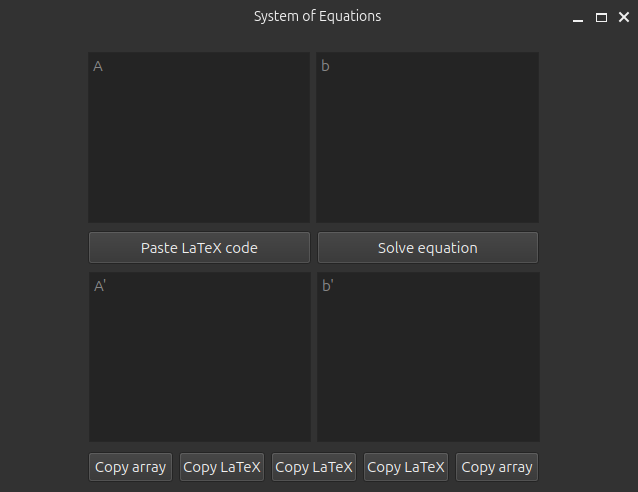 System of Equations
A
b
Paste LaTeX code
Solve equation
A'
b'
Copy array
Copy LaTeX
Copy LaTeX
Copy LaTeX
Copy array